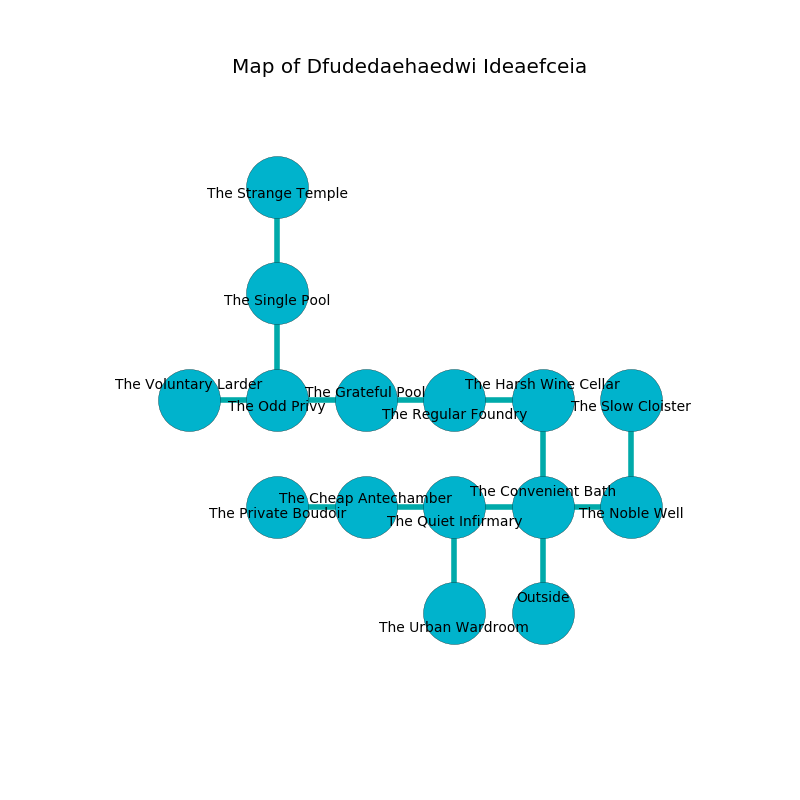 Map of Dfudedaehaedwi Ideaefceia
The Strange Temple
The Single Pool
The Voluntary Larder
The Odd Privy
The Grateful Pool
The Regular Foundry
The Harsh Wine Cellar
The Slow Cloister
The Private Boudoir
The Cheap Antechamber
The Quiet Infirmary
The Convenient Bath
The Noble Well
The Urban Wardroom
Outside